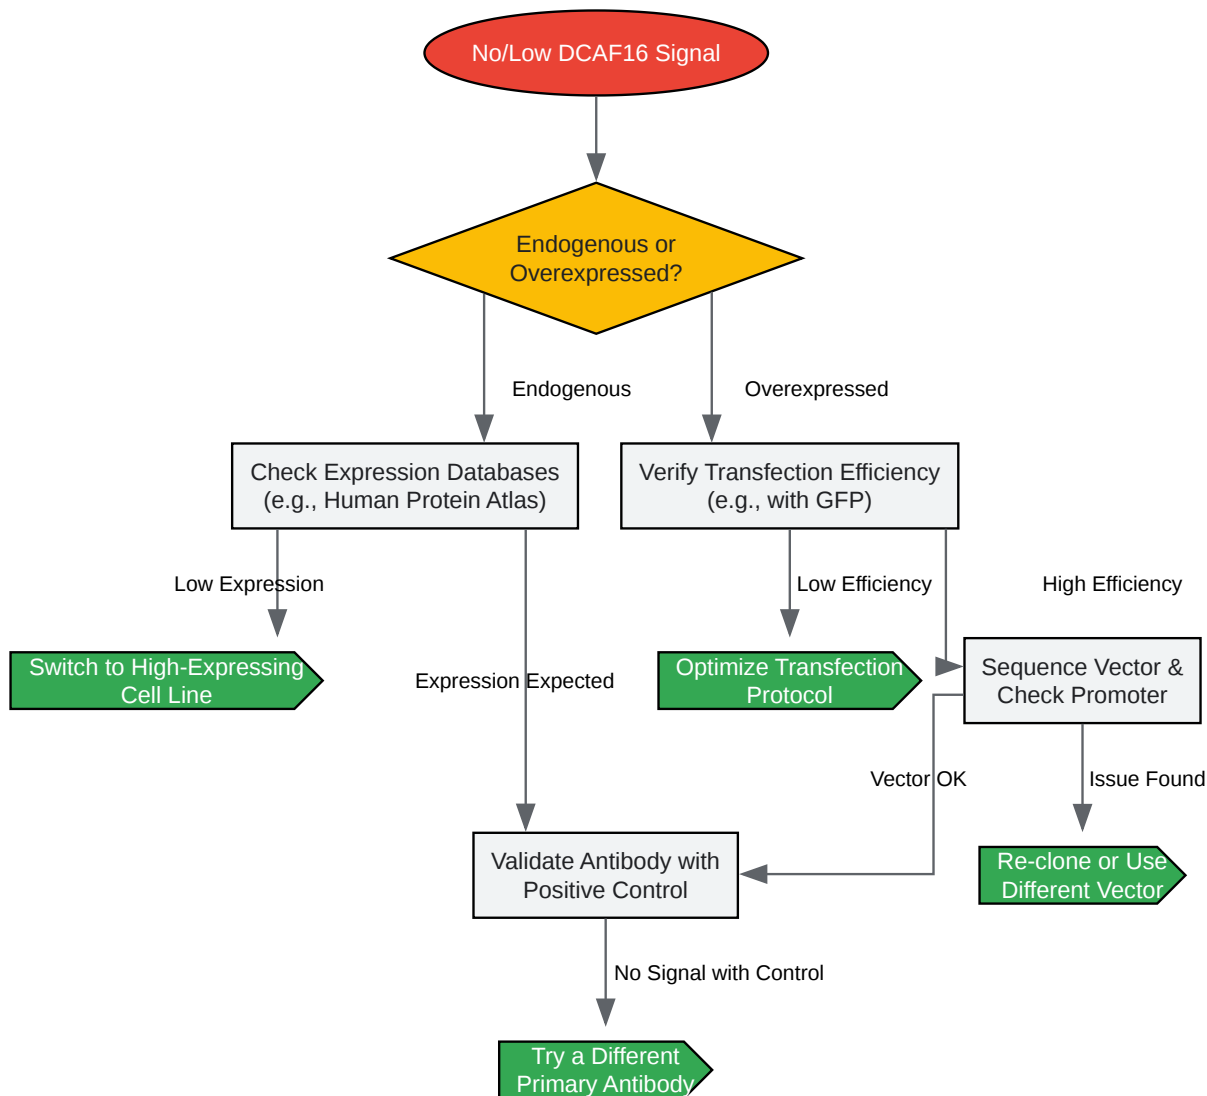 No/Low DCAF16 Signal
Endogenous or
Overexpressed?
Endogenous
Overexpressed
Check Expression Databases
(e.g., Human Protein Atlas)
Verify Transfection Efficiency
(e.g., with GFP)
Low Expression
Low Efficiency
High Efficiency
Switch to High-Expressing
Cell Line
Expression Expected
Optimize Transfection
Protocol
Sequence Vector &
Check Promoter
Vector OK
Issue Found
Validate Antibody with
Positive Control
Re-clone or Use
Different Vector
No Signal with Control
Try a Different
Primary Antibody